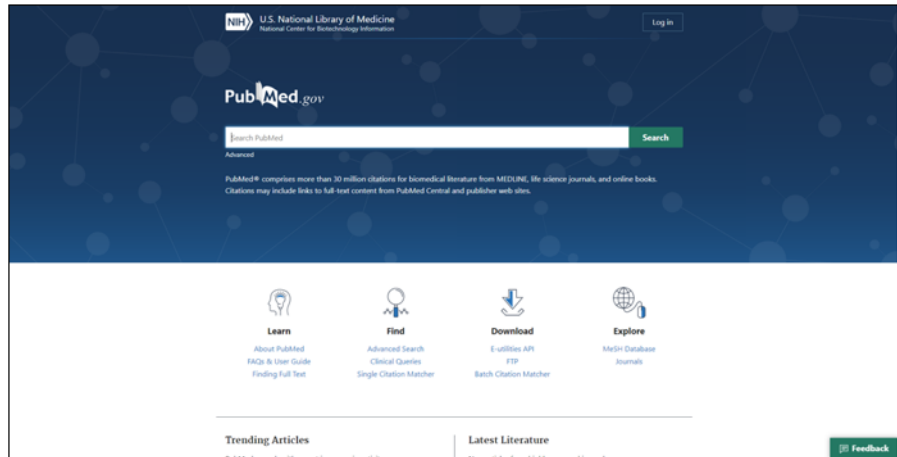 NIH U.S. National Library of Medicine
National Center for Biotechnology Information
Log in
PubMed.gov
Search PubMed
Search
Advanced
PubMed® comprises more than 30 million citations for biomedical literature from MEDLINE, life science journals, and online books.
Citations may include links to full-text content from PubMed Central and publisher web sites.
Learn
About PubMed
FAQs & User Guide
Finding Full Text
Find
Advanced Search
Clinical Queries
Single Citation Matcher
Download
E-utilities API
FTP
Batch Citation Matcher
Explore
MeSH Database
Journals
Trending Articles
Latest Literature
Feedback